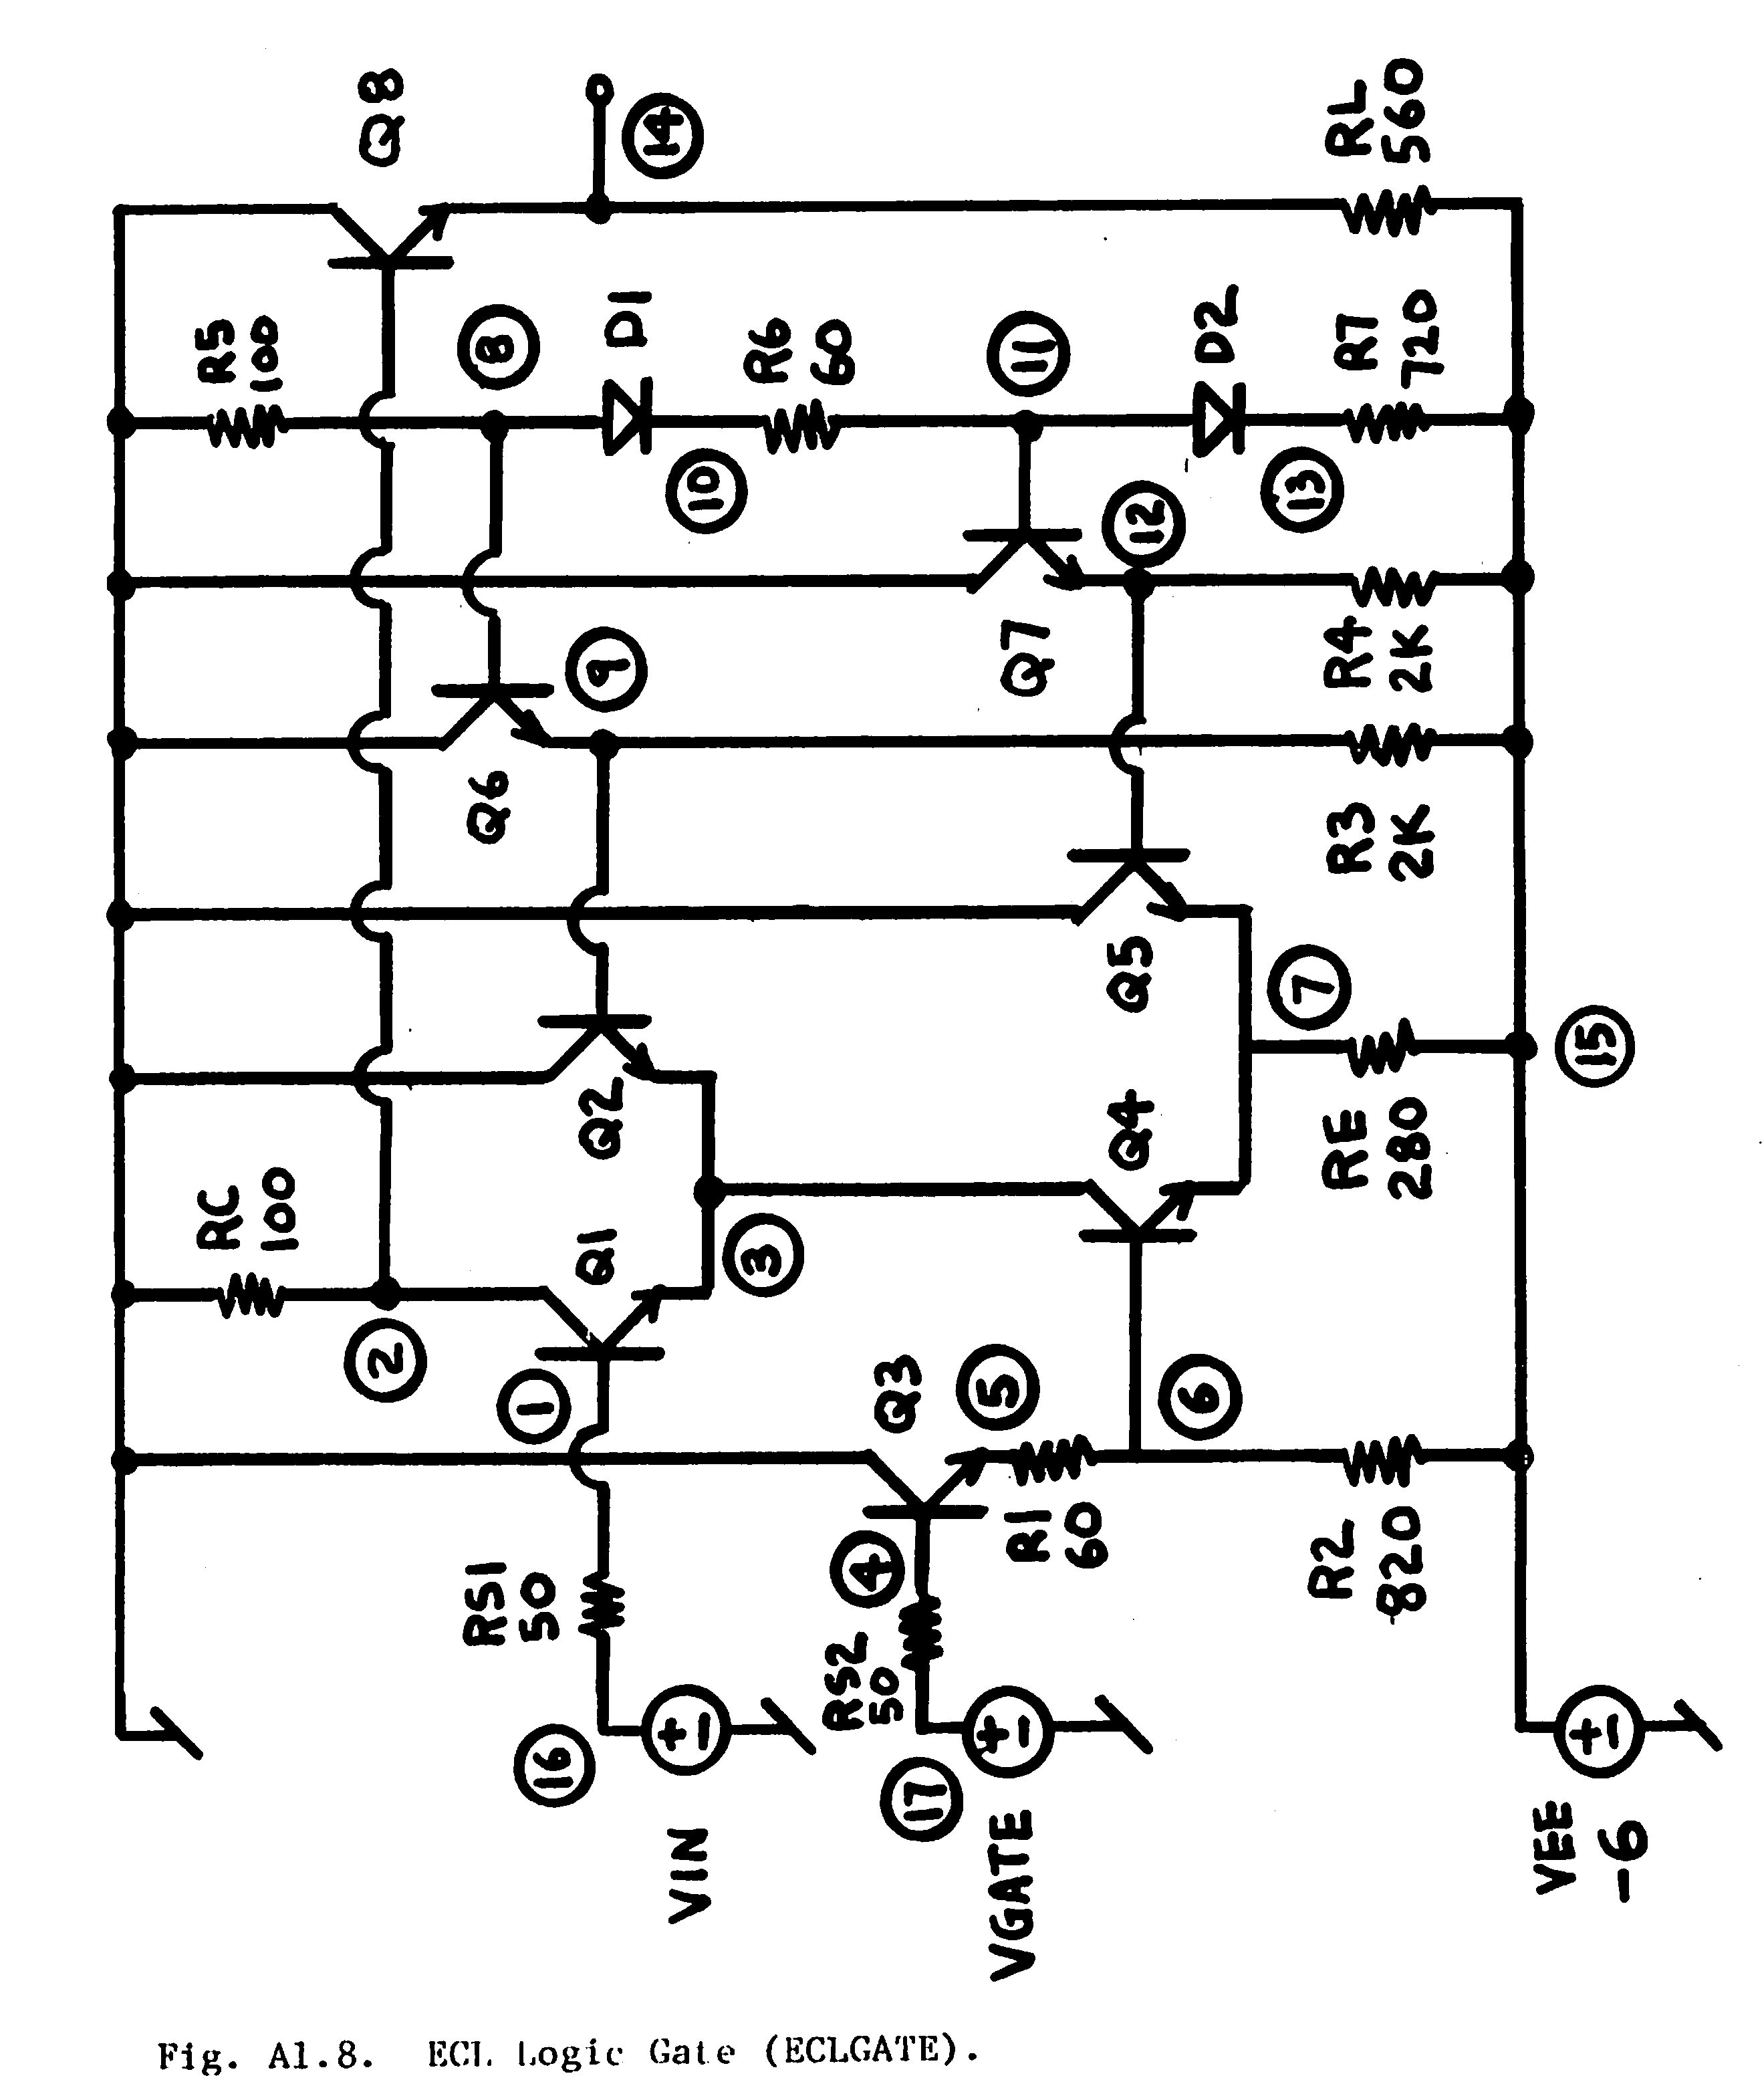 Q8
14
RL
560
R5
100
8
D1
R6
60
11
D2
R7
720
10
13
12
9
Q7
R4
2K
Q6
R3
2K
Q5
7
15
Q2
Q4
RE
280
RC
100
Q1
3
2
1
Q3
5
6
RS1
50
4
R1
60
R2
820
RS2
50
16
17
VIN
VGATE
VEE
-6
+ -
+ -
+ -
Fig. A1.8. ECL Logic Gate (ECLGATE).